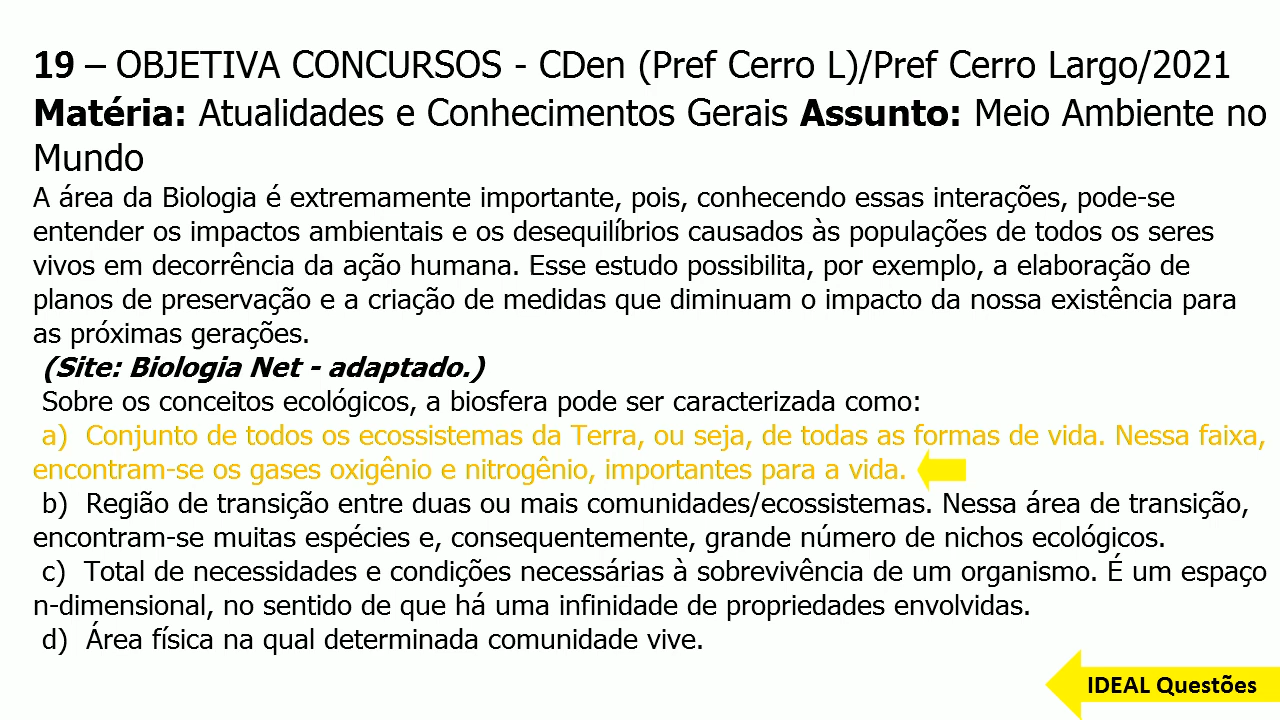 19 – OBJETIVA CONCURSOS - CDen (Pref Cerro L)/Pref Cerro Largo/2021
Matéria: Atualidades e Conhecimentos Gerais Assunto: Meio Ambiente no
Mundo
A área da Biologia é extremamente importante, pois, conhecendo essas interações, pode-se
entender os impactos ambientais e os desequilíbrios causados às populações de todos os seres
vivos em decorrência da ação humana. Esse estudo possibilita, por exemplo, a elaboração de
planos de preservação e a criação de medidas que diminuam o impacto da nossa existência para
as próximas gerações.
(Site: Biologia Net - adaptado.)
Sobre os conceitos ecológicos, a biosfera pode ser caracterizada como:
a) Conjunto de todos os ecossistemas da Terra, ou seja, de todas as formas de vida. Nessa faixa,
encontram-se os gases oxigênio e nitrogênio, importantes para a vida.
b) Região de transição entre duas ou mais comunidades/ecossistemas. Nessa área de transição,
encontram-se muitas espécies e, consequentemente, grande número de nichos ecológicos.
c) Total de necessidades e condições necessárias à sobrevivência de um organismo. É um espaço
n-dimensional, no sentido de que há uma infinidade de propriedades envolvidas.
d) Área física na qual determinada comunidade vive.
IDEAL Questões